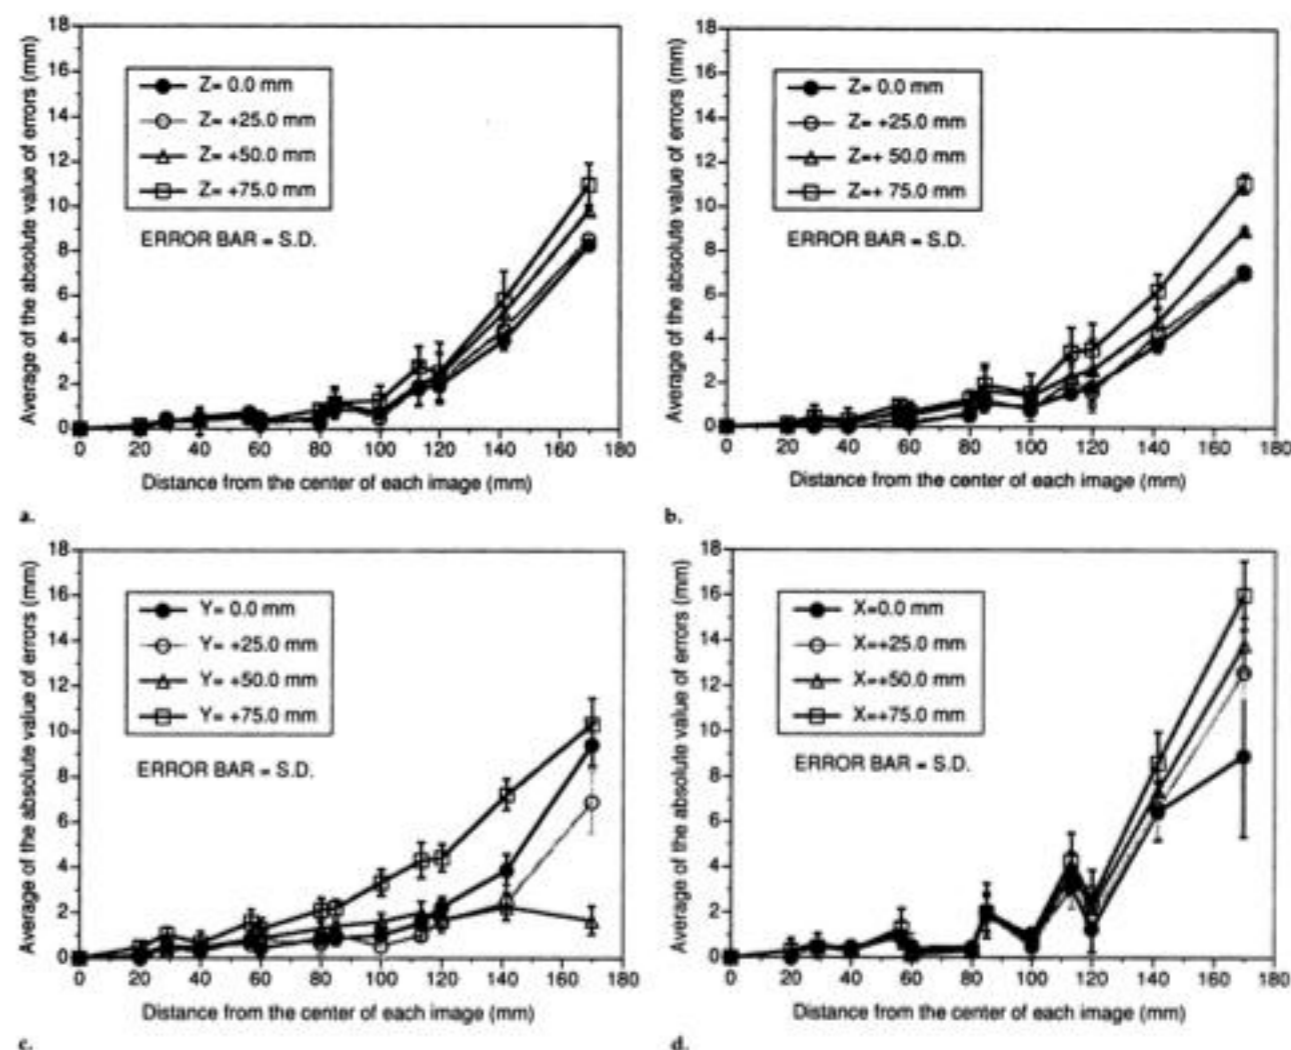 Average of the absolute value of errors (mm)
18
16
14
12
10
8
6
4
2
0
Z= 0.0 mm
Z= +25.0 mm
Z= +50.0 mm
Z= +75.0 mm
ERROR BAR = S.D.
0 20 40 60 80 100 120 140 160 180
Distance from the center of each image (mm)
a.
Average of the absolute value of errors (mm)
18
16
14
12
10
8
6
4
2
0
Z= 0.0 mm
Z= +25.0 mm
Z=+ 50.0 mm
Z=+ 75.0 mm
ERROR BAR = S.D.
0 20 40 60 80 100 120 140 160 180
Distance from the center of each image (mm)
b.
Average of the absolute value of errors (mm)
18
16
14
12
10
8
6
4
2
0
Y= 0.0 mm
Y= +25.0 mm
Y= +50.0 mm
Y= +75.0 mm
ERROR BAR = S.D.
0 20 40 60 80 100 120 140 160 180
Distance from the center of each image (mm)
c.
Average of the absolute value of errors (mm)
18
16
14
12
10
8
6
4
2
0
X=0.0 mm
X=+25.0 mm
X=+50.0 mm
X=+75.0 mm
ERROR BAR = S.D.
0 20 40 60 80 100 120 140 160 180
Distance from the center of each image (mm)
d.